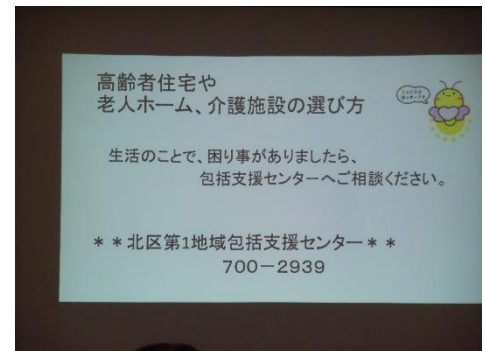 高齢者住宅や
老人ホーム、介護施設の選び方
生活のことで、困り事がありましたら、
包括支援センターへご相談ください。
＊＊北区第1地域包括支援センター＊＊
700－2939